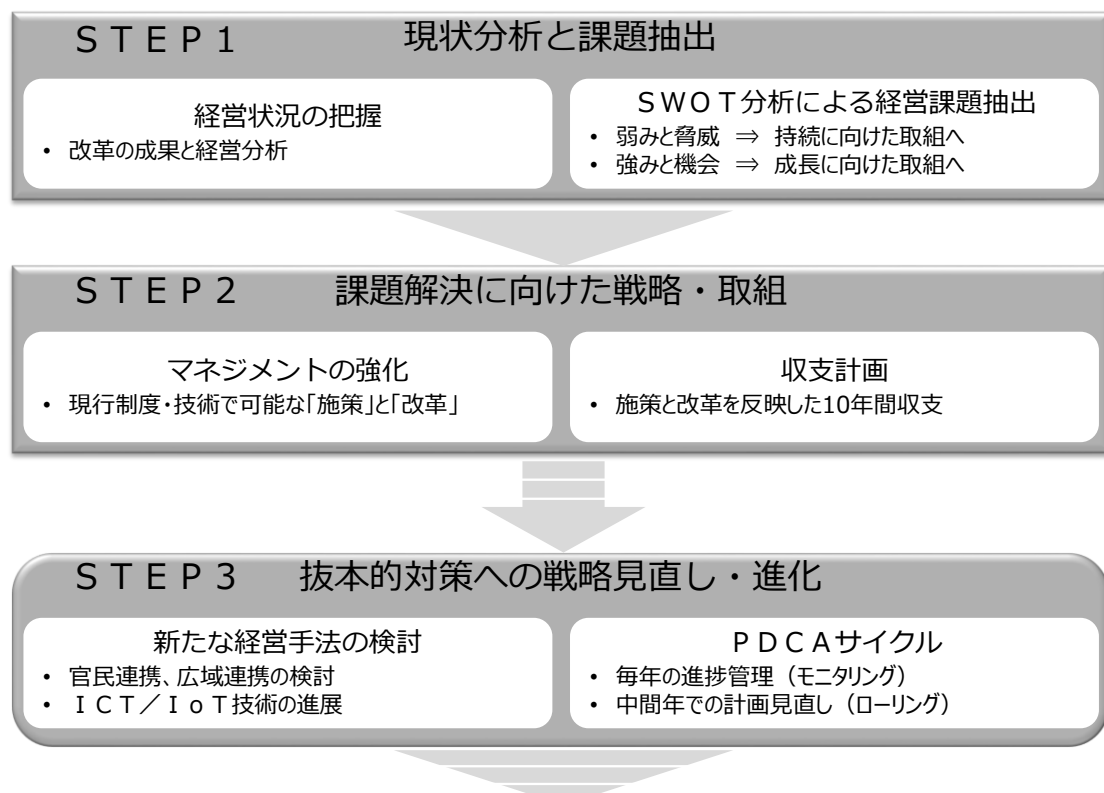 ＳＴＥＰ１　現状分析と課題抽出
経営状況の把握
• 改革の成果と経営分析
ＳＷＯＴ分析による経営課題抽出
• 弱みと脅威 ⇒ 持続に向けた取組へ
• 強みと機会 ⇒ 成長に向けた取組へ
ＳＴＥＰ２　課題解決に向けた戦略・取組
マネジメントの強化
• 現行制度・技術で可能な「施策」と「改革」
収支計画
• 施策と改革を反映した10年間収支
ＳＴＥＰ３　抜本的対策への戦略見直し・進化
新たな経営手法の検討
• 官民連携、広域連携の検討
• ＩＣＴ／ＩｏＴ技術の進展
ＰＤＣＡサイクル
• 毎年の進捗管理（モニタリング）
• 中間年での計画見直し（ローリング）